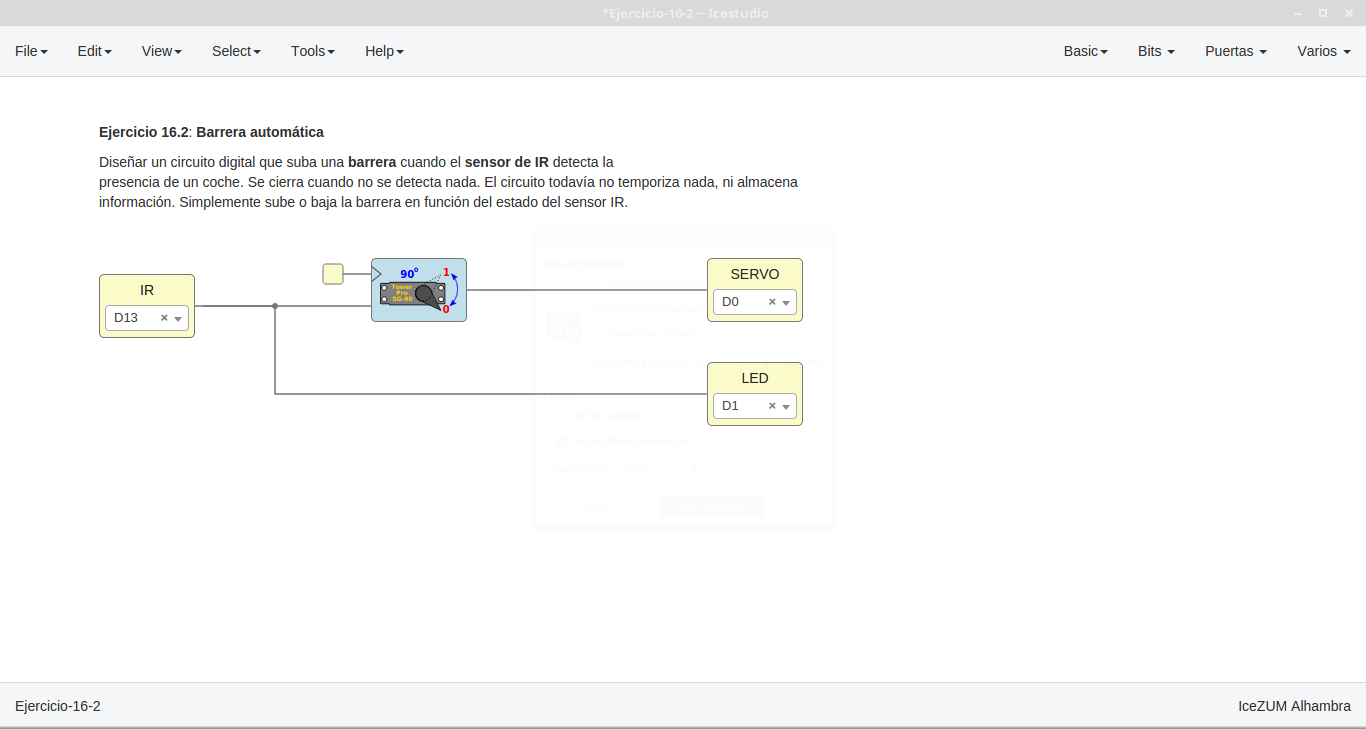 *Ejercicio-16-2 — Icestudio
File Edit View Select Tools Help Basic Bits Puertas Varios
Ejercicio 16.2: Barrera automática
Diseñar un circuito digital que suba una barrera cuando el sensor de IR detecta la
presencia de un coche. Se cierra cuando no se detecta nada. El circuito todavía no temporiza nada, ni almacena
información. Simplemente sube o baja la barrera en función del estado del sensor IR.
IR
D13 ×
90º 1
Tower
Pro
SG-90
0
SERVO
D0 ×
LED
D1 ×
Ejercicio-16-2 IceZUM Alhambra